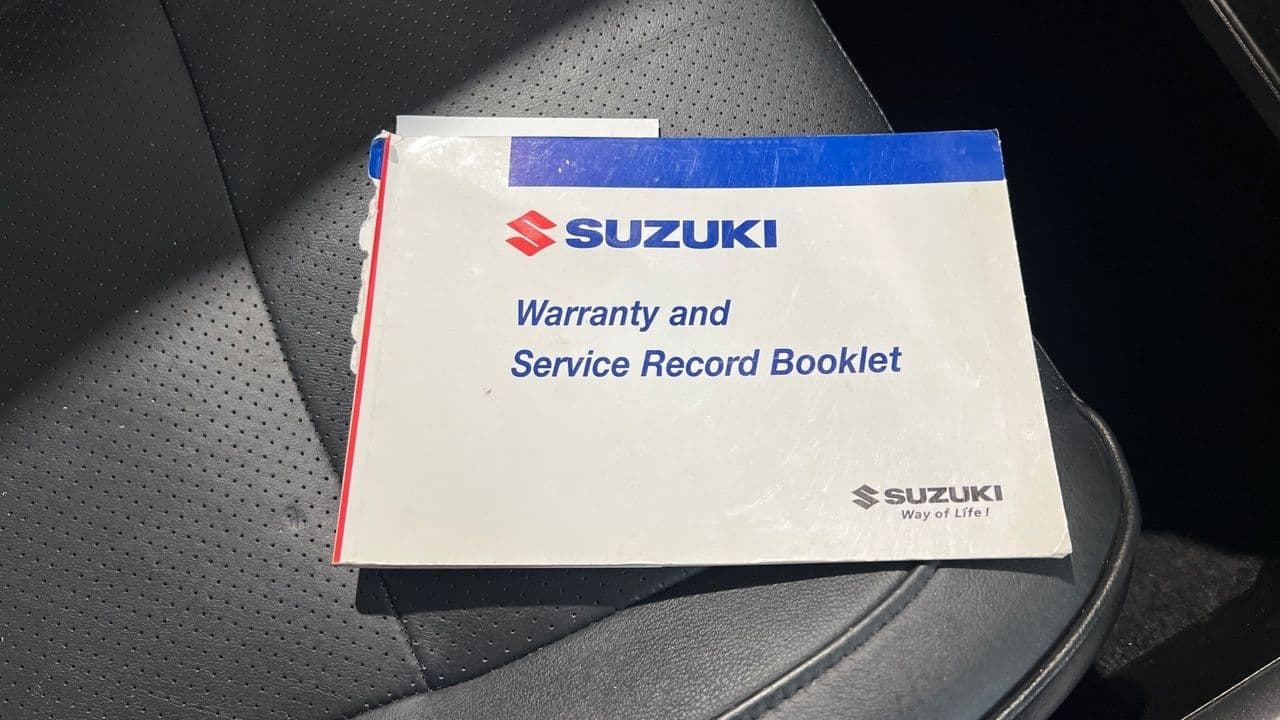 SUZUKI
Warranty and
Service Record Booklet
SUZUKI
Way of Life!